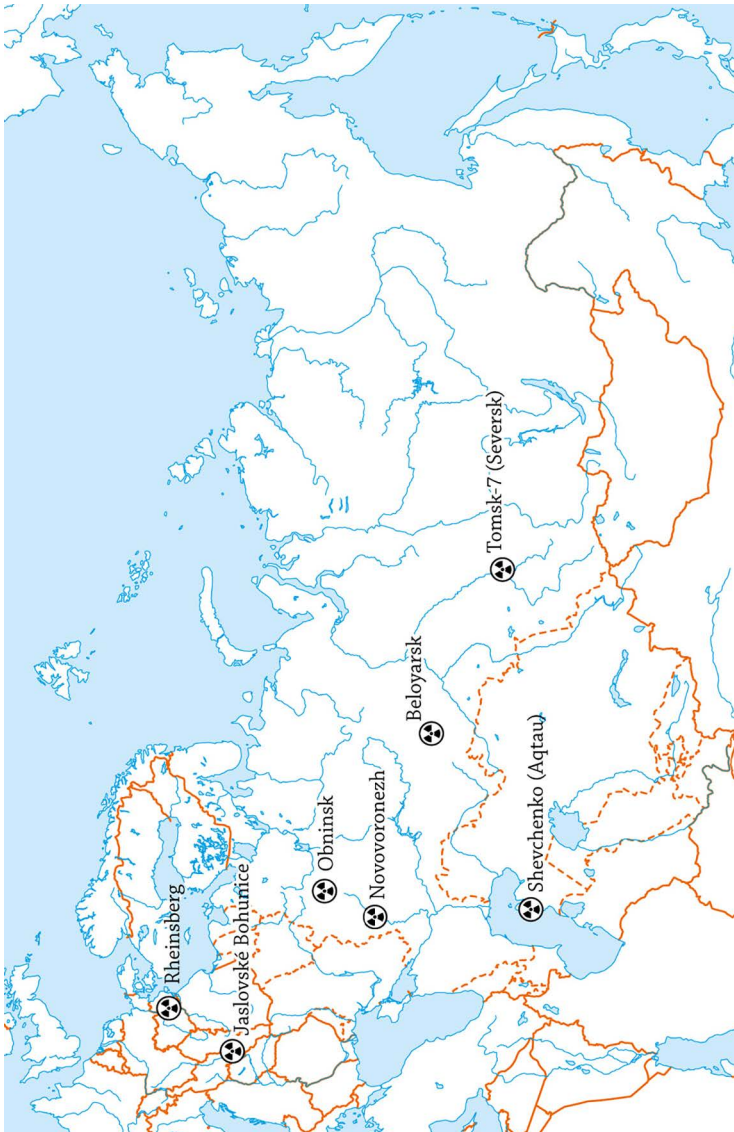 Rheinsberg
Jaslovské Bohunice
Obninsk
Novovoronezh
Beloyarsk
Tomsk-7 (Seversk)
Shevchenko (Aqtau)